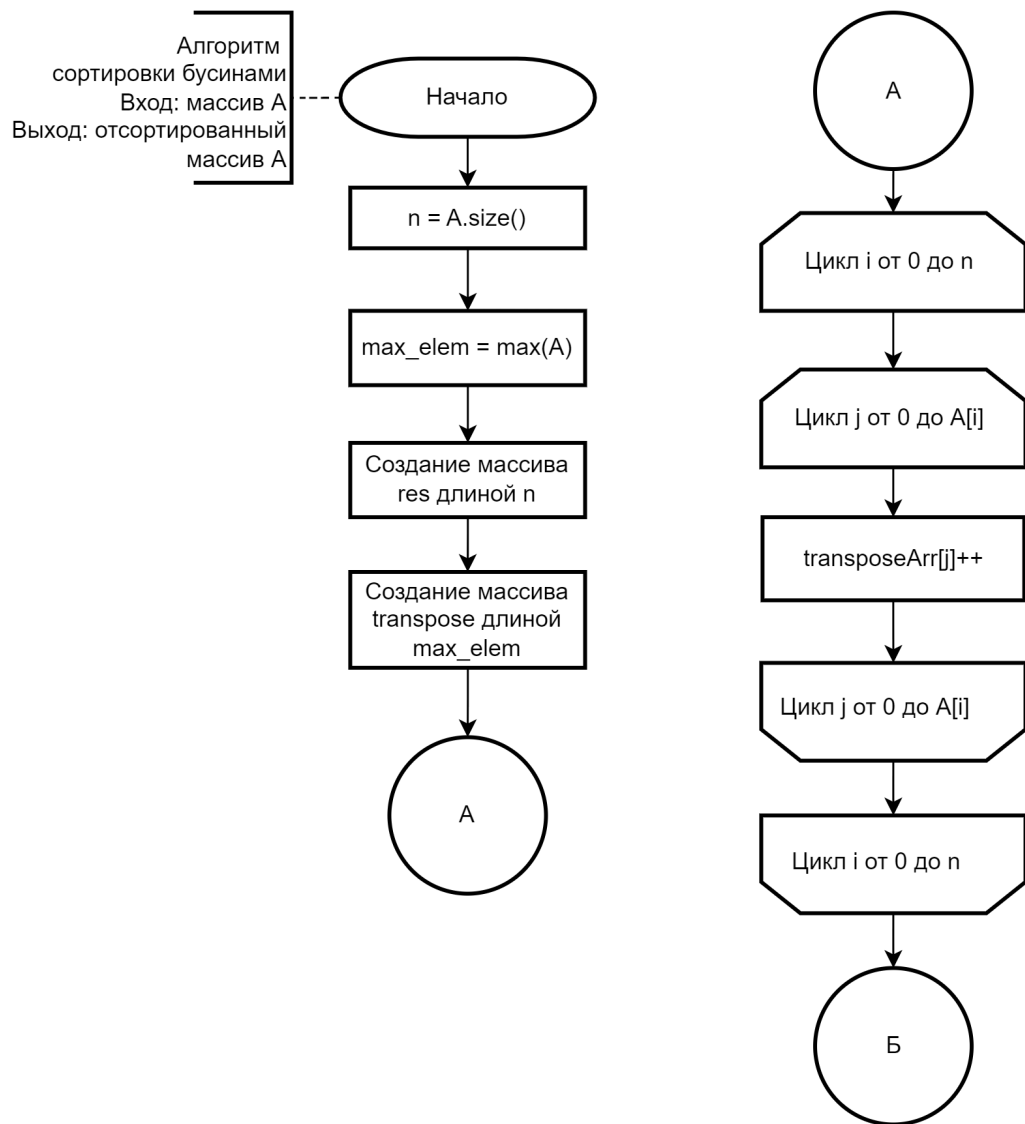 Алгоритм
сортировки бусинами
Вход: массив А
Выход: отсортированный
массив А
Начало
n = A.size()
max_elem = max(A)
Создание массива
res длиной n
Создание массива
transpose длиной
max_elem
А
А
Цикл i от 0 до n
Цикл j от 0 до A[i]
transposeArr[j]++
Цикл j от 0 до A[i]
Цикл i от 0 до n
Б